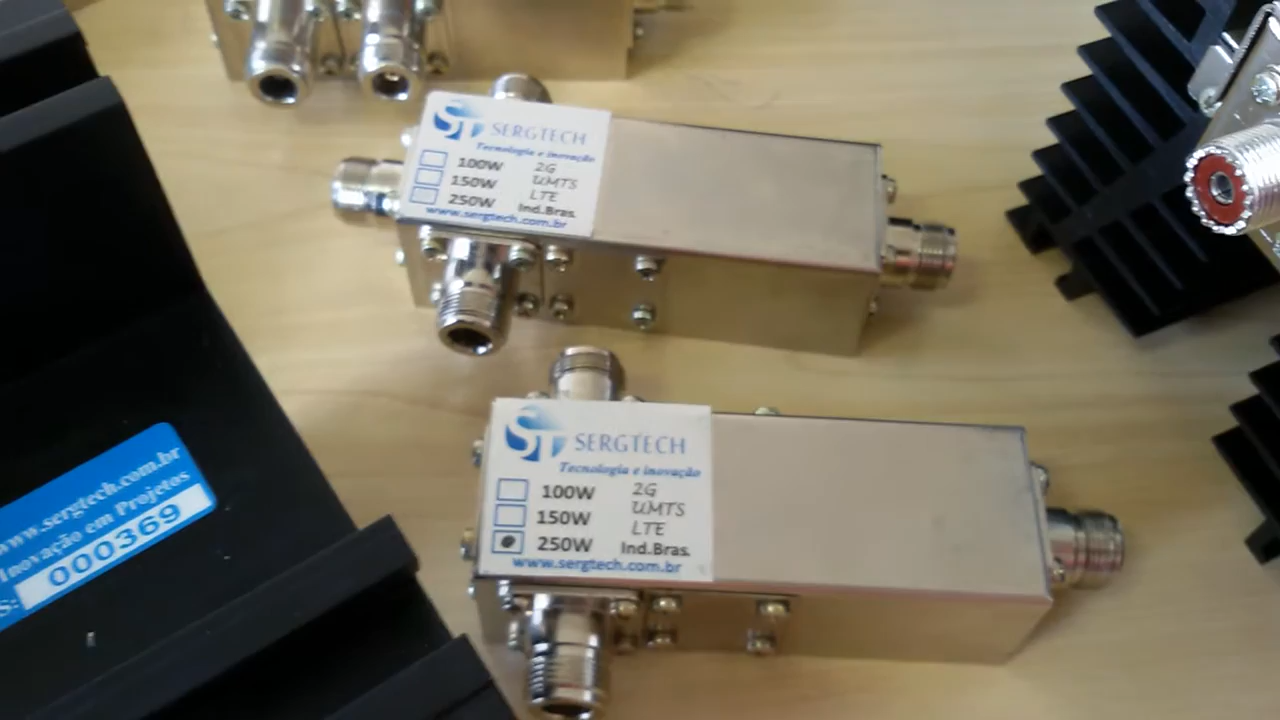 ST SERGTECH
Tecnologia e inovação
100W 2G
150W UMTS
250W LTE
Ind.Bras.
www.sergtech.com.br
ST SERGTECH
Tecnologia e inovação
100W 2G
150W UMTS
LTE
250W Ind.Bras.
www.sergtech.com.br
www.sergtech.com.br
Inovação em Projetos
S: 000369